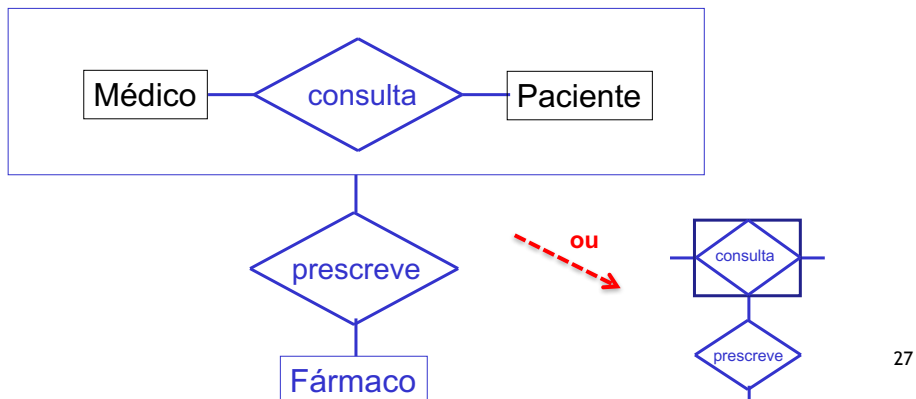 Médico
consulta
Paciente
prescreve
Fármaco
ou
consulta
prescreve
27